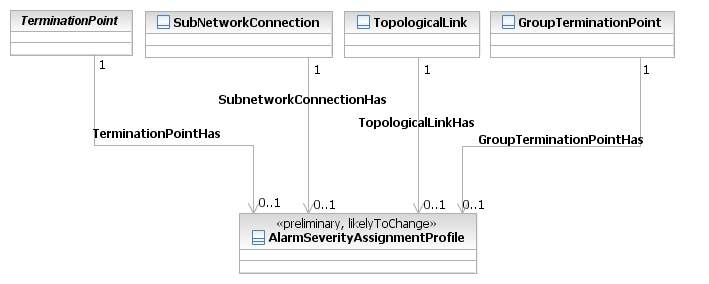 TerminationPoint
SubNetworkConnection
TopologicalLink
GroupTerminationPoint
1
1
1
1
SubnetworkConnectionHas
TopologicalLinkHas
TerminationPointHas
GroupTerminationPointHas
0..1
0..1
0..1
0..1
«preliminary, likelyToChange»
AlarmSeverityAssignmentProfile